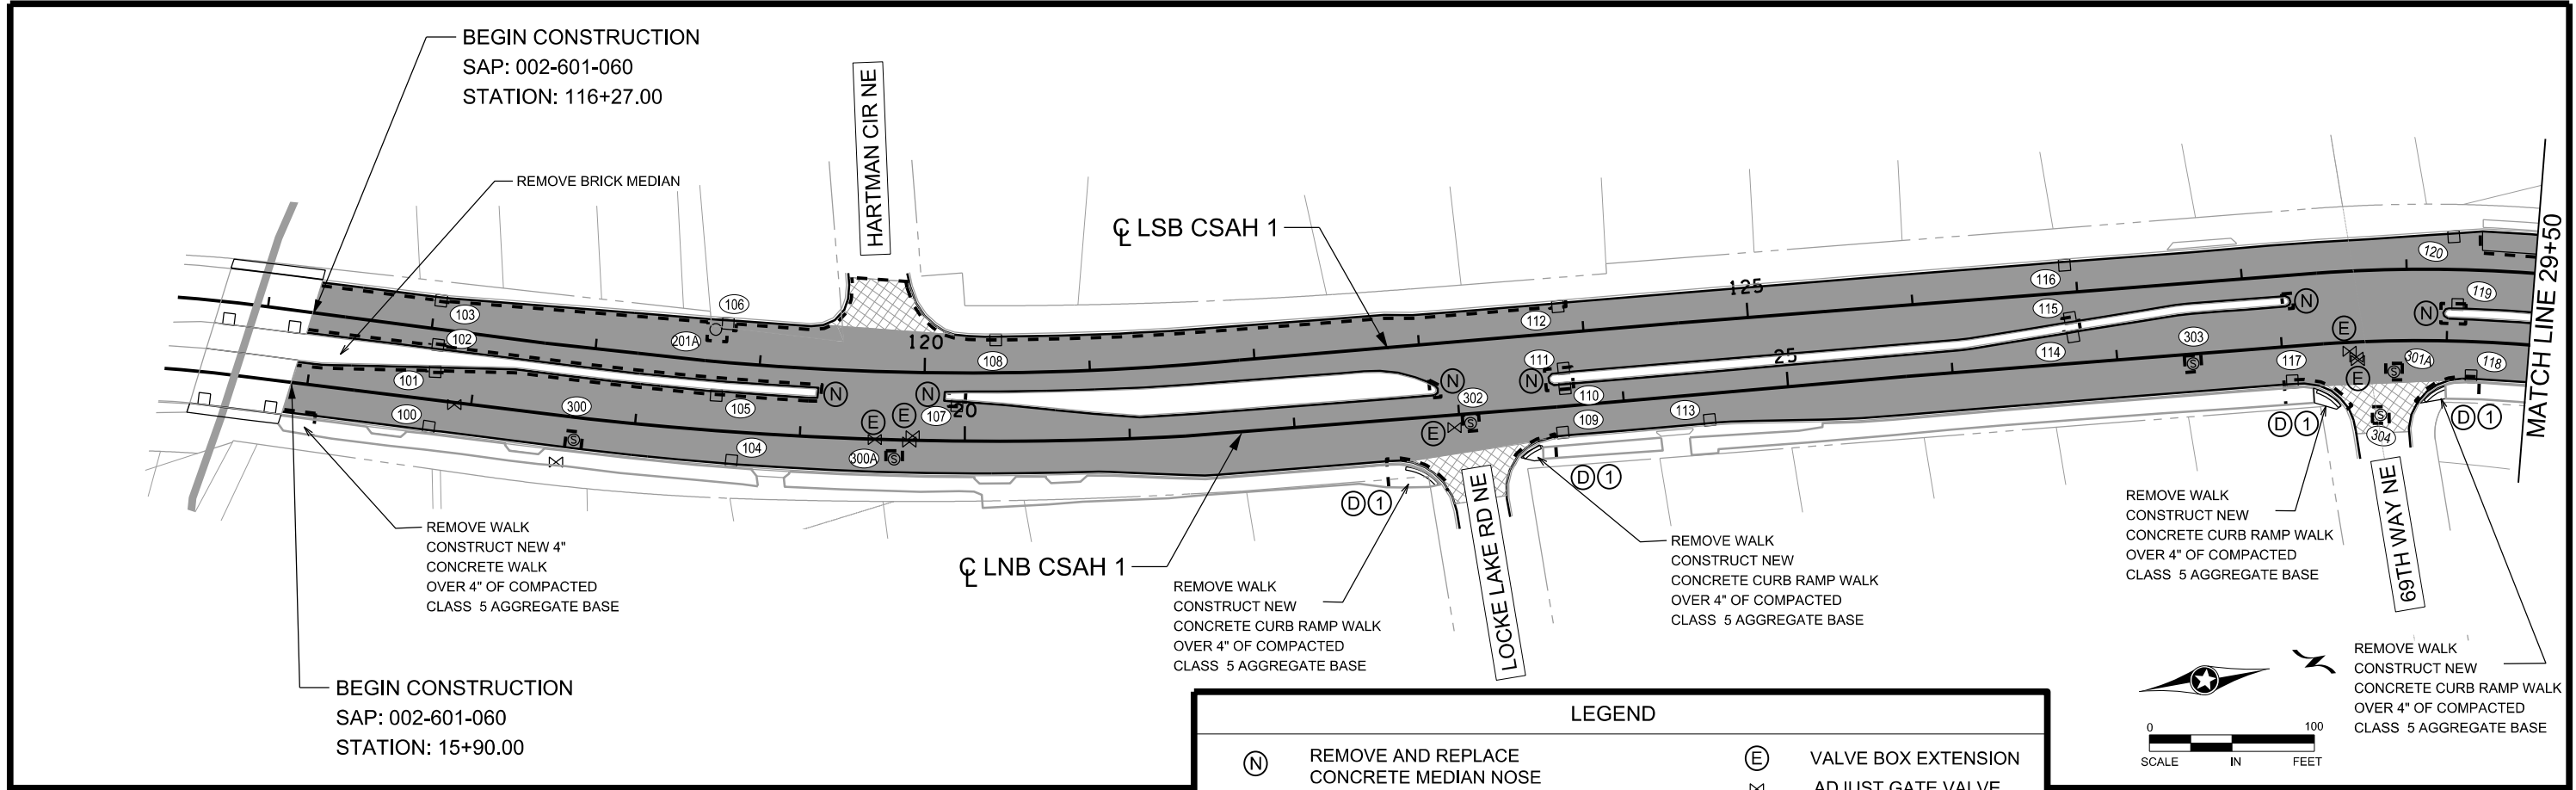 BEGIN CONSTRUCTION
SAP: 002-601-060
STATION: 116+27.00
REMOVE BRICK MEDIAN
HARTMAN CIR NE
℄ LSB CSAH 1
MATCH LINE 29+50
103
102
101
100
300
106
201A
105
104
120
108
107
20
300A
E
E
N
N
N
N
N
N
112
111
110
109
302
E
113
125
25
116
115
114
303
117
E
E
301A
118
119
120
S
S
S
S
S
S
304
D 1
D 1
D 1
D 1
LOCKE LAKE RD NE
69TH WAY NE
℄ LNB CSAH 1
REMOVE WALK
CONSTRUCT NEW 4"
CONCRETE WALK
OVER 4" OF COMPACTED
CLASS 5 AGGREGATE BASE
BEGIN CONSTRUCTION
SAP: 002-601-060
STATION: 15+90.00
REMOVE WALK
CONSTRUCT NEW
CONCRETE CURB RAMP WALK
OVER 4" OF COMPACTED
CLASS 5 AGGREGATE BASE
REMOVE WALK
CONSTRUCT NEW
CONCRETE CURB RAMP WALK
OVER 4" OF COMPACTED
CLASS 5 AGGREGATE BASE
REMOVE WALK
CONSTRUCT NEW
CONCRETE CURB RAMP WALK
OVER 4" OF COMPACTED
CLASS 5 AGGREGATE BASE
REMOVE WALK
CONSTRUCT NEW
CONCRETE CURB RAMP WALK
OVER 4" OF COMPACTED
CLASS 5 AGGREGATE BASE
0 100
SCALE IN FEET
LEGEND
N REMOVE AND REPLACE
CONCRETE MEDIAN NOSE
E VALVE BOX EXTENSION
ADJUST GATE VALVE